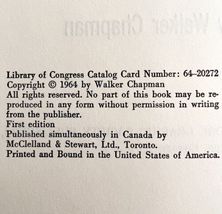 Library of Congress Catalog Card Number: 64-20272
Copyright © 1964 by Walker Chapman
All rights reserved. No part of this book may be re-
produced in any form without permission in writing
from the publisher.
First edition
Published simultaneously in Canada by
McClelland & Stewart, Ltd., Toronto.
Printed and Bound in the United States of America.